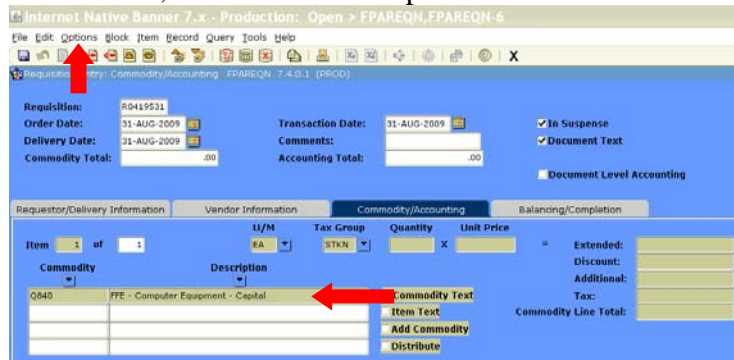 Internet Native Banner 7.x - Production: Open > FPAREQN,FPAREQN-6
File Edit Options Block Item Record Query Tools Help
X
Requisition Entry: Commodity/Accounting FPAREQN 7.4.0.1 (PROD)
Requisition: R0419531
Order Date: 31-AUG-2009 Transaction Date: 31-AUG-2009 In Suspense
Delivery Date: 31-AUG-2009 Comments: Document Text
Commodity Total: .00 Accounting Total: .00
Document Level Accounting
Requestor/Delivery Information Vendor Information Commodity/Accounting Balancing/Completion
U/M Tax Group Quantity Unit Price
Item 1 of 1 EA STKN X = Extended:
Commodity Description Discount:
Additional:
Q840 FFE - Computer Equipment - Capital Commodity Text Tax:
Item Text Commodity Line Total:
Add Commodity
Distribute